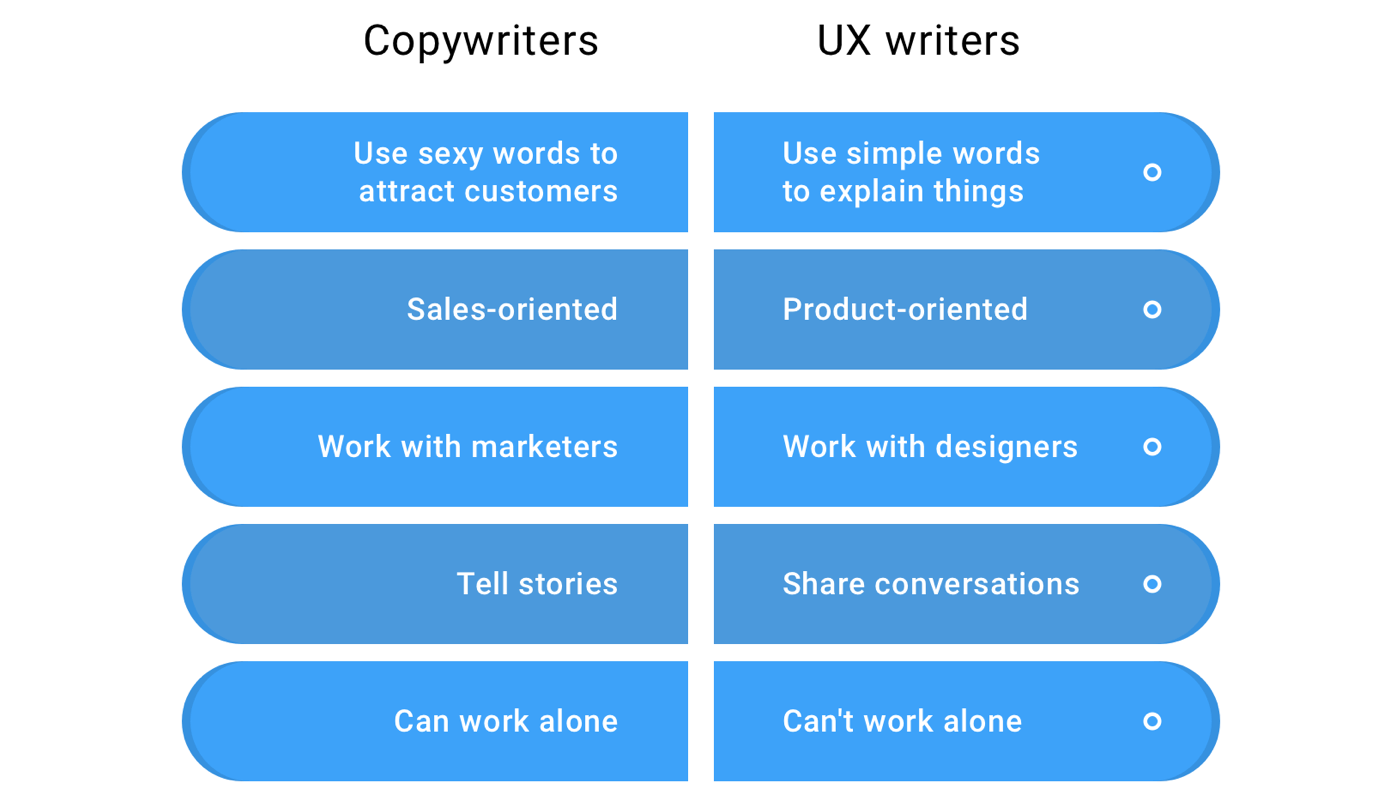 Copywriters
UX writers
Use sexy words to
attract customers
Use simple words
to explain things
Sales-oriented
Product-oriented
Work with marketers
Work with designers
Tell stories
Share conversations
Can work alone
Can't work alone